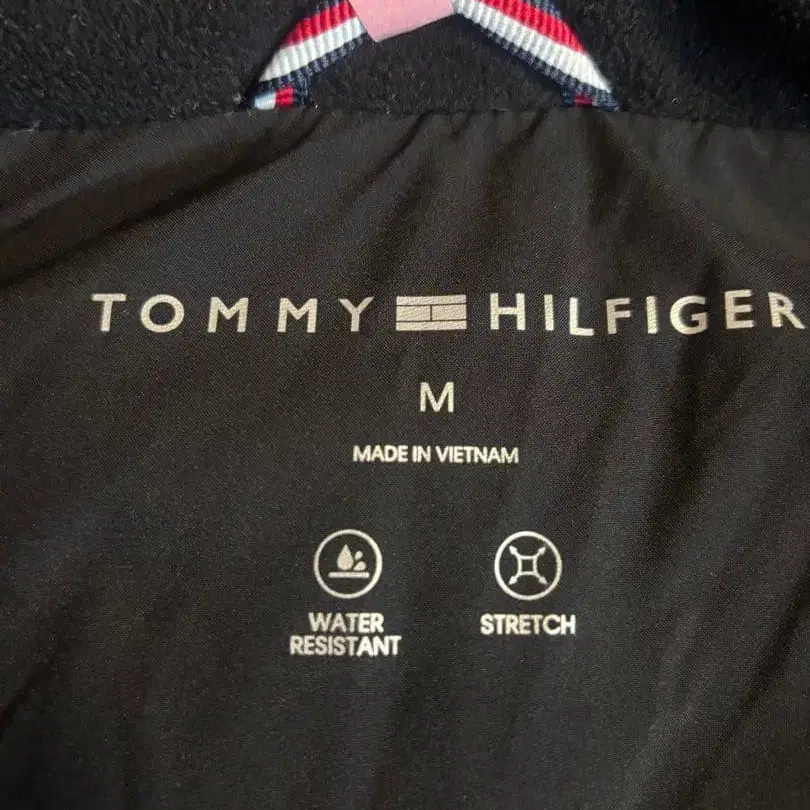 TOMMY HILFIGER
M
MADE IN VIETNAM
WATER
RESISTANT
STRETCH